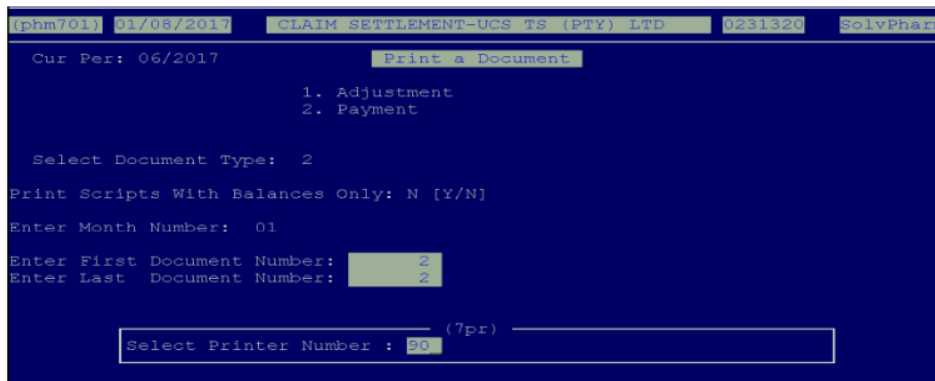 (phm701) 01/08/2017 CLAIM SETTLEMENT-UCS TS (PTY) LTD 0231320 SolvPharm
Cur Per: 06/2017 Print a Document
1. Adjustment
2. Payment
Select Document Type: 2
Print Scripts With Balances Only: N [Y/N]
Enter Month Number: 01
Enter First Document Number: 2
Enter Last Document Number: 2
(7pr)
Select Printer Number : 90